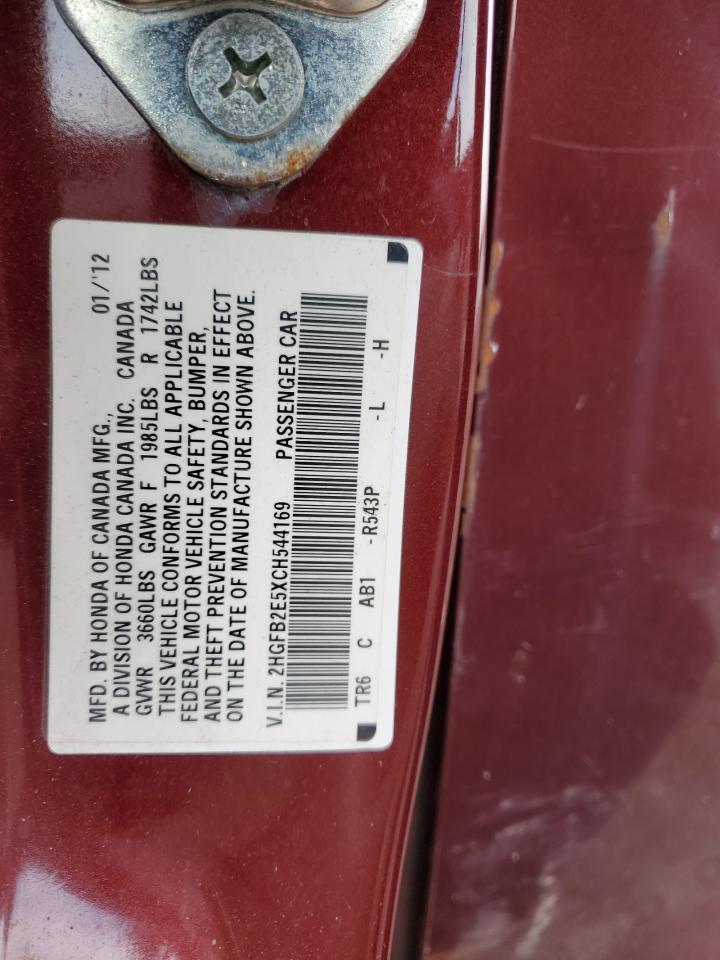 MFD. BY HONDA OF CANADA MFG., 01/'12
A DIVISION OF HONDA CANADA INC. CANADA
GVWR 3660LBS GAWR F 1985LBS R 1742LBS
THIS VEHICLE CONFORMS TO ALL APPLICABLE
FEDERAL MOTOR VEHICLE SAFETY, BUMPER,
AND THEFT PREVENTION STANDARDS IN EFFECT
ON THE DATE OF MANUFACTURE SHOWN ABOVE.
V.I.N. 2HGFB2E5XCH544169 PASSENGER CAR
TR6 C AB1 -R543P -L -H